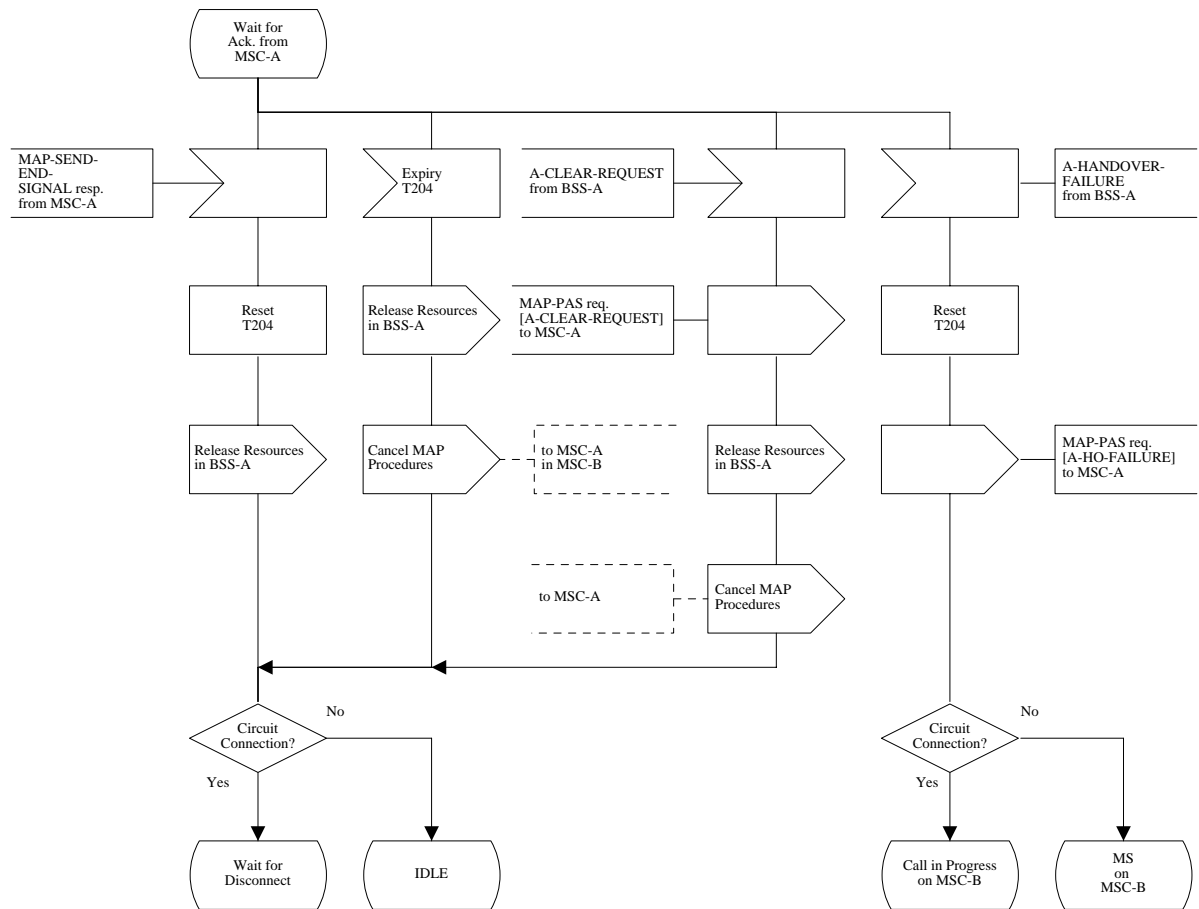 Wait for
Ack. from
MSC-A
MAP-SEND-
END-
SIGNAL resp.
from MSC-A
Expiry
T204
A-CLEAR-REQUEST
from BSS-A
A-HANDOVER-
FAILURE
from BSS-A
Reset
T204
Release Resources
in BSS-A
MAP-PAS req.
[A-CLEAR-REQUEST]
to MSC-A
Reset
T204
Release Resources
in BSS-A
Cancel MAP
Procedures
to MSC-A
in MSC-B
Release Resources
in BSS-A
MAP-PAS req.
[A-HO-FAILURE]
to MSC-A
to MSC-A
Cancel MAP
Procedures
Circuit
Connection?
No
Yes
Circuit
Connection?
No
Yes
Wait for
Disconnect
IDLE
Call in Progress
on MSC-B
MS
on
MSC-B